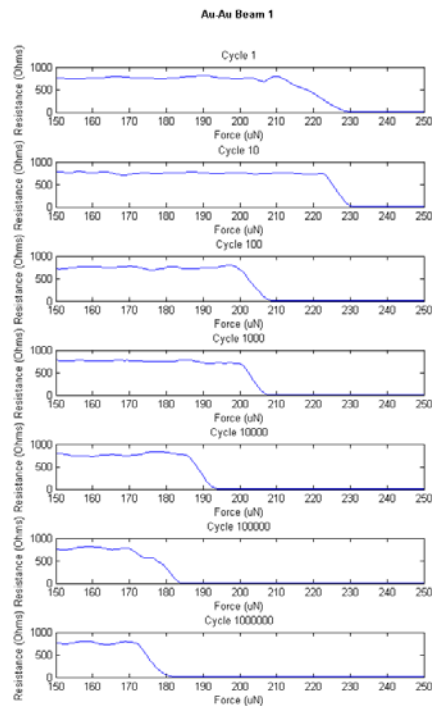 Au-Au Beam 1
Cycle 1
Resistance (Ohms)
1000
500
0
150 160 170 180 190 200 210 220 230 240 250
Force (uN)
Cycle 10
Resistance (Ohms)
1000
500
0
150 160 170 180 190 200 210 220 230 240 250
Force (uN)
Cycle 100
Resistance (Ohms)
1000
500
0
150 160 170 180 190 200 210 220 230 240 250
Force (uN)
Cycle 1000
Resistance (Ohms)
1000
500
0
150 160 170 180 190 200 210 220 230 240 250
Force (uN)
Cycle 10000
Resistance (Ohms)
1000
500
0
150 160 170 180 190 200 210 220 230 240 250
Force (uN)
Cycle 100000
Resistance (Ohms)
1000
500
0
150 160 170 180 190 200 210 220 230 240 250
Force (uN)
Cycle 1000000
Resistance (Ohms)
1000
500
0
150 160 170 180 190 200 210 220 230 240 250
Force (uN)